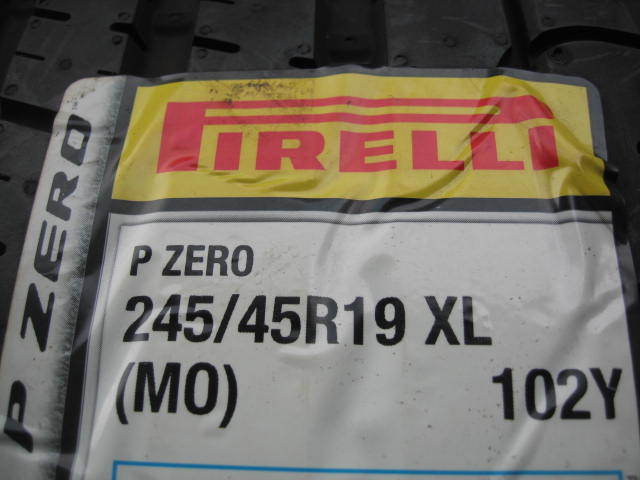 PIRELLI
P ZERO
P ZERO
245/45R19 XL
(MO) 102Y